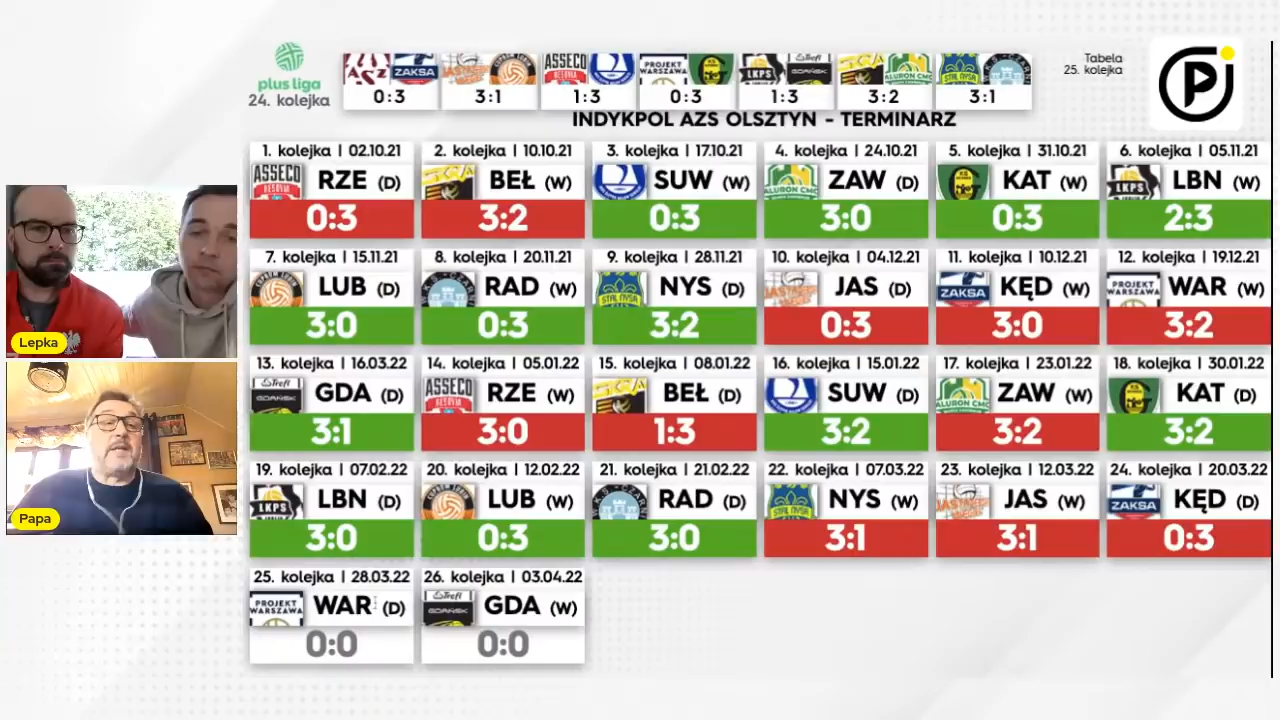 plus liga
24. kolejka
ZAKSA
ASSECO
PROJEKT
WARSZAWA
LKPS
Trefl
GDAŃSK
ALURON CMC
STAL NYSA
0:3 3:1 1:3 0:3 1:3 3:2 3:1
Tabela
25. kolejka
INDYKPOL AZS OLSZTYN - TERMINARZ
1. kolejka | 02.10.21 2. kolejka | 10.10.21 3. kolejka | 17.10.21 4. kolejka | 24.10.21 5. kolejka | 31.10.21 6. kolejka | 05.11.21
RZE (D) BEŁ (W) SUW (W) ZAW (D) KAT (W) LBN (W)
0:3 3:2 0:3 3:0 0:3 2:3
7. kolejka | 15.11.21 8. kolejka | 20.11.21 9. kolejka | 28.11.21 10. kolejka | 04.12.21 11. kolejka | 10.12.21 12. kolejka | 19.12.21
LUB (D) RAD (W) NYS (D) JAS (D) KĘD (W) WAR (W)
3:0 0:3 3:2 0:3 3:0 3:2
13. kolejka | 16.03.22 14. kolejka | 05.01.22 15. kolejka | 08.01.22 16. kolejka | 15.01.22 17. kolejka | 23.01.22 18. kolejka | 30.01.22
GDA (D) RZE (W) BEŁ (D) SUW (D) ZAW (W) KAT (D)
3:1 3:0 1:3 3:2 3:2 3:2
19. kolejka | 07.02.22 20. kolejka | 12.02.22 21. kolejka | 21.02.22 22. kolejka | 07.03.22 23. kolejka | 12.03.22 24. kolejka | 20.03.22
LBN (D) LUB (W) RAD (D) NYS (W) JAS (W) KĘD (D)
3:0 0:3 3:0 3:1 3:1 0:3
25. kolejka | 28.03.22 26. kolejka | 03.04.22
WAR (D) GDA (W)
0:0 0:0
Lepka
Papa